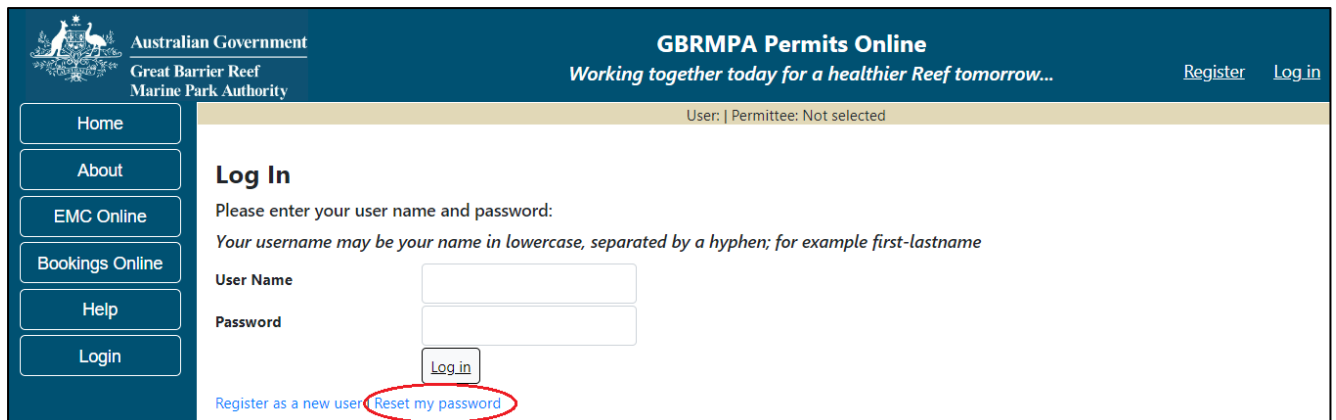 Australian Government
Great Barrier Reef
Marine Park Authority
GBRMPA Permits Online
Working together today for a healthier Reef tomorrow...
Register Log in
Home
About
EMC Online
Bookings Online
Help
Login
User: | Permittee: Not selected
Log In
Please enter your user name and password:
Your username may be your name in lowercase, separated by a hyphen; for example first-lastname
User Name
Password
Log in
Register as a new user Reset my password